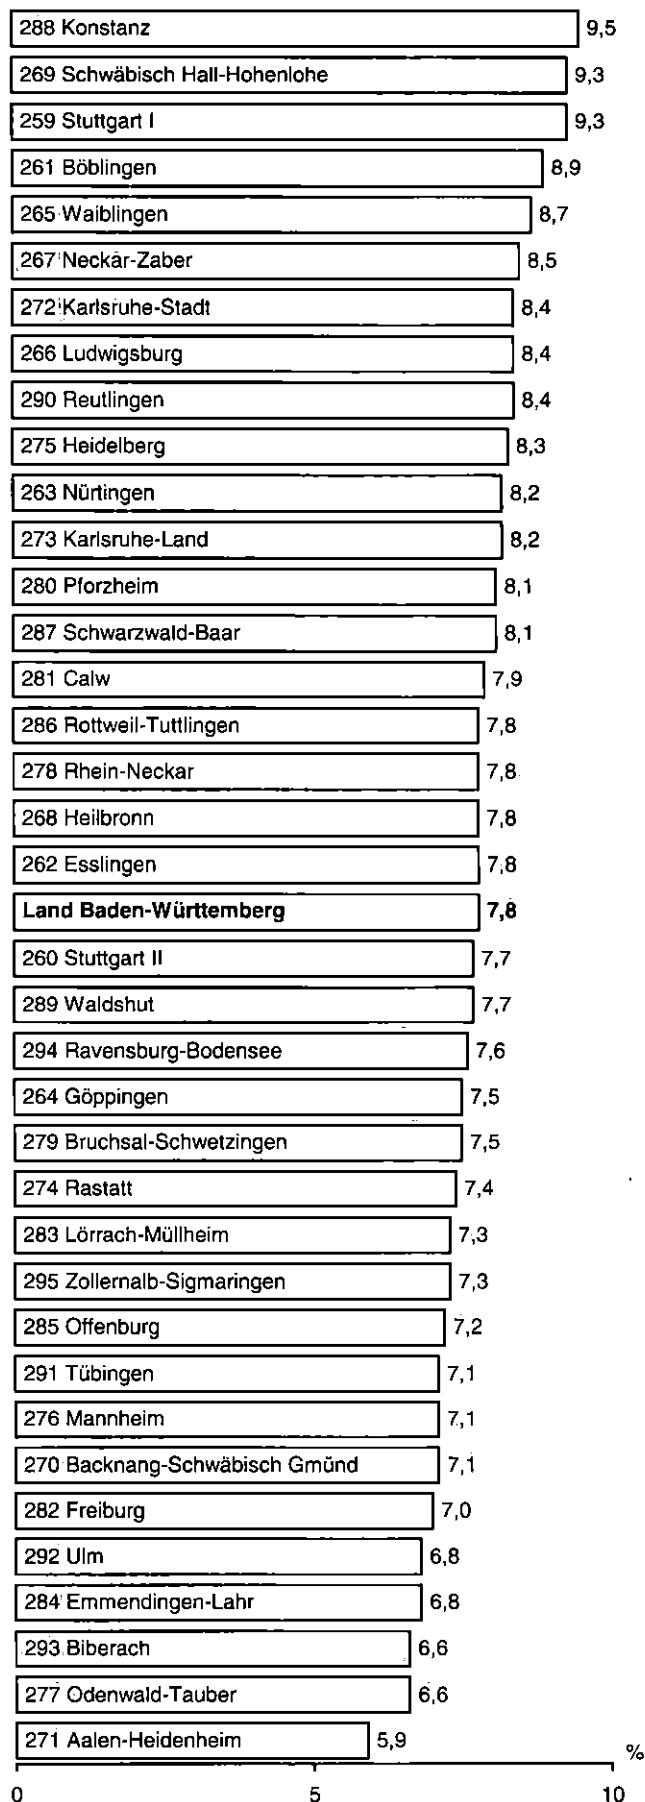 288 Konstanz 9,5
269 Schwäbisch Hall-Hohenlohe 9,3
259 Stuttgart I 9,3
261 Böblingen 8,9
265 Waiblingen 8,7
267 Neckar-Zaber 8,5
272 Karlsruhe-Stadt 8,4
266 Ludwigsburg 8,4
290 Reutlingen 8,4
275 Heidelberg 8,3
263 Nürtingen 8,2
273 Karlsruhe-Land 8,2
280 Pforzheim 8,1
287 Schwarzwald-Baar 8,1
281 Calw 7,9
286 Rottweil-Tuttlingen 7,8
278 Rhein-Neckar 7,8
268 Heilbronn 7,8
262 Esslingen 7,8
Land Baden-Württemberg 7,8
260 Stuttgart II 7,7
289 Waldshut 7,7
294 Ravensburg-Bodensee 7,6
264 Göppingen 7,5
279 Bruchsal-Schwetzingen 7,5
274 Rastatt 7,4
283 Lörrach-Müllheim 7,3
295 Zollernalb-Sigmaringen 7,3
285 Offenburg 7,2
291 Tübingen 7,1
276 Mannheim 7,1
270 Backnang-Schwäbisch Gmünd 7,1
282 Freiburg 7,0
292 Ulm 6,8
284 Emmendingen-Lahr 6,8
293 Biberach 6,6
277 Odenwald-Tauber 6,6
271 Aalen-Heidenheim 5,9
%
0 5 10